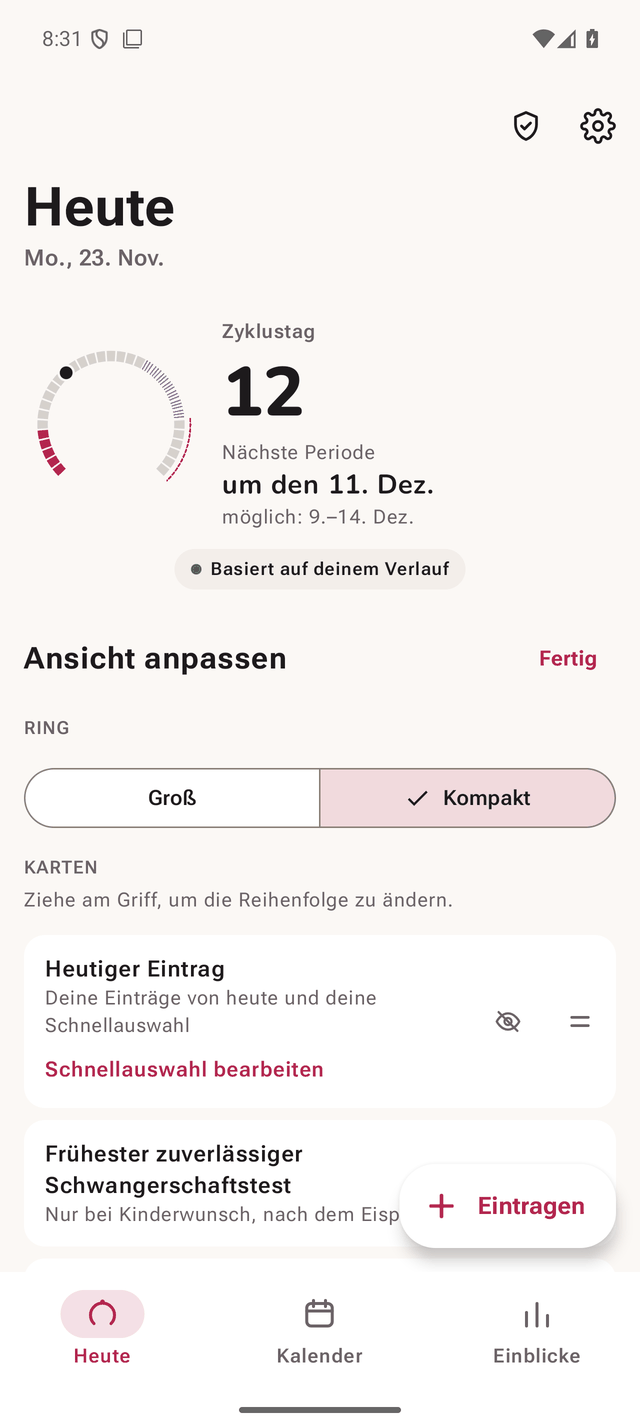 8:31
Heute
Mo., 23. Nov.
Zyklustag
12
Nächste Periode
um den 11. Dez.
möglich: 9.–14. Dez.
Basiert auf deinem Verlauf
Ansicht anpassen
Fertig
RING
Groß
Kompakt
KARTEN
Ziehe am Griff, um die Reihenfolge zu ändern.
Heutiger Eintrag
Deine Einträge von heute und deine
Schnellauswahl
Schnellauswahl bearbeiten
Frühester zuverlässiger
Schwangerschaftstest
Nur bei Kinderwunsch, nach dem Eisp
Eintragen
Heute
Kalender
Einblicke